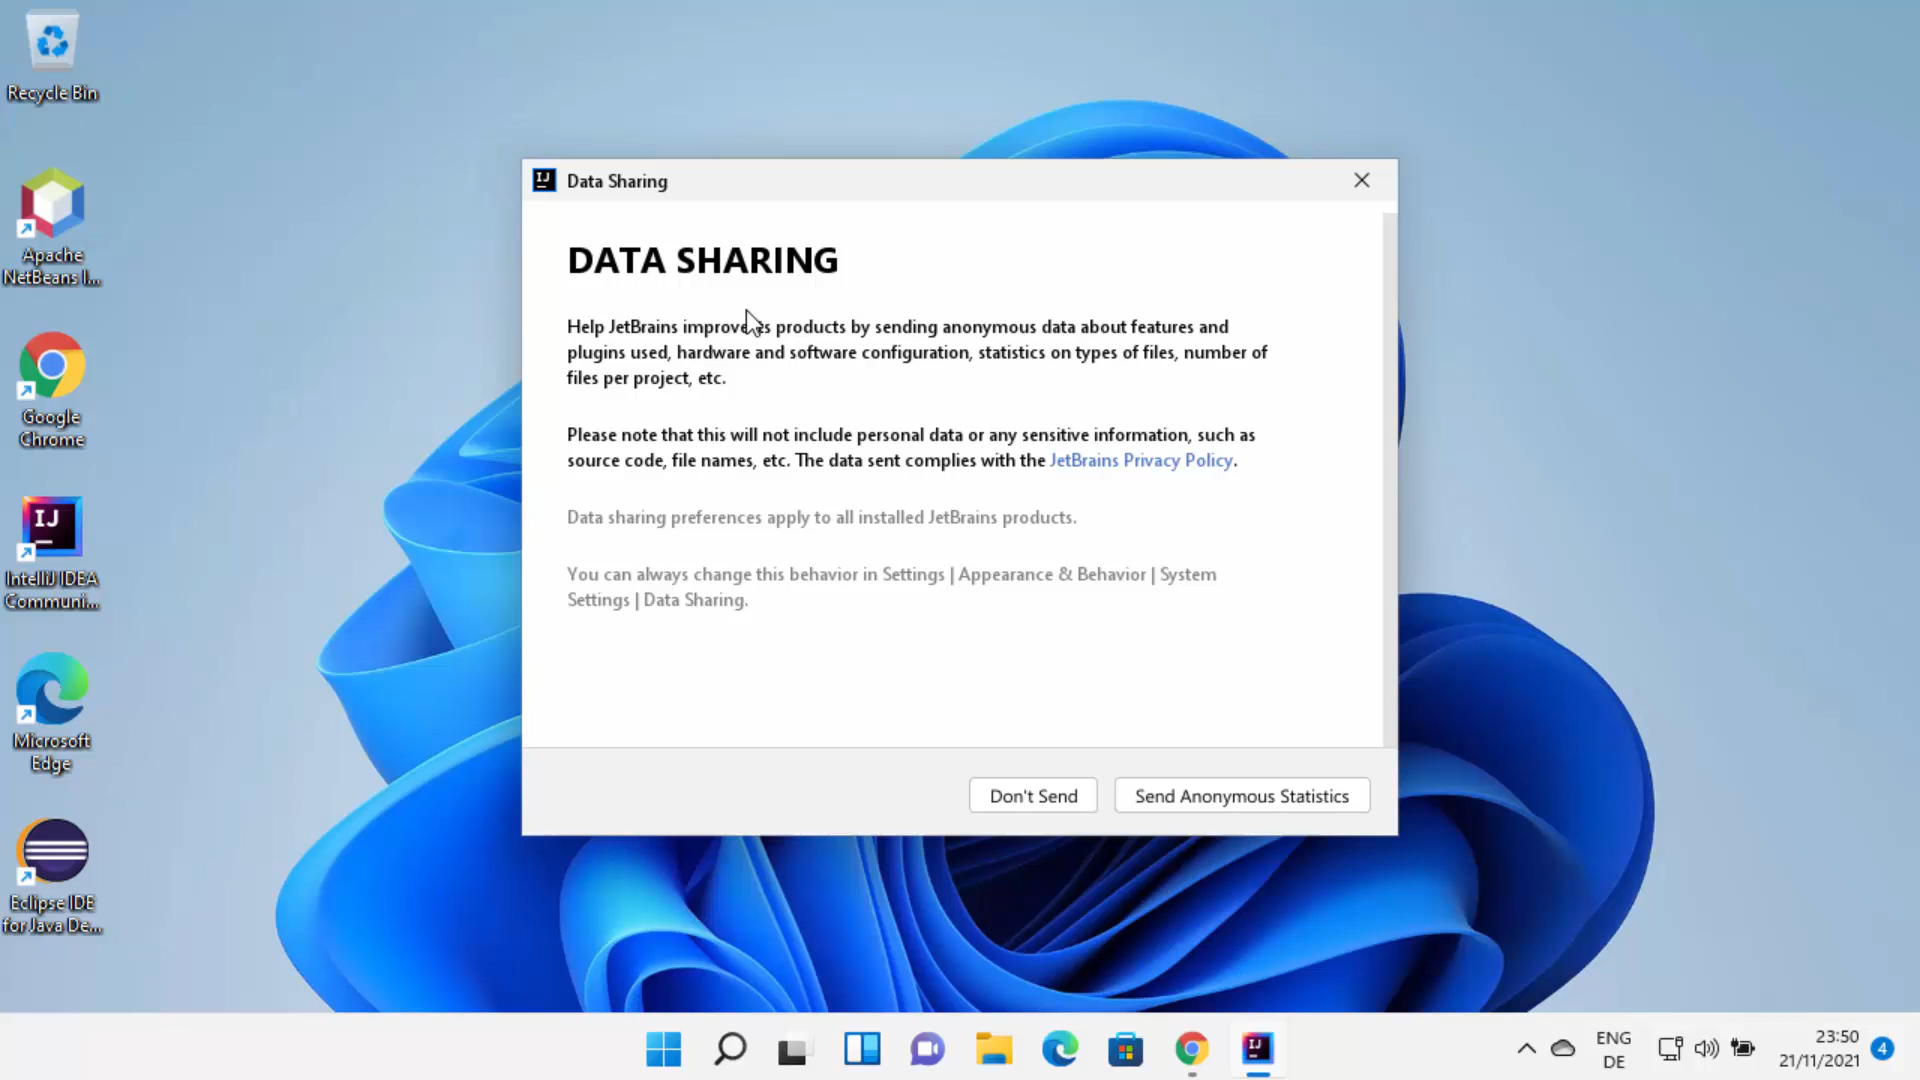 Recycle Bin
Apache
NetBeans I...
Google
Chrome
IJ
IntelliJ IDEA
Communi...
Microsoft
Edge
Eclipse IDE
for Java De...
IJ
Data Sharing
DATA SHARING
Help JetBrains improve its products by sending anonymous data about features and
plugins used, hardware and software configuration, statistics on types of files, number of
files per project, etc.
Please note that this will not include personal data or any sensitive information, such as
source code, file names, etc. The data sent complies with the JetBrains Privacy Policy.
Data sharing preferences apply to all installed JetBrains products.
You can always change this behavior in Settings | Appearance & Behavior | System
Settings | Data Sharing.
Don't Send
Send Anonymous Statistics
IJ
ENG
DE
23:50
21/11/2021
4